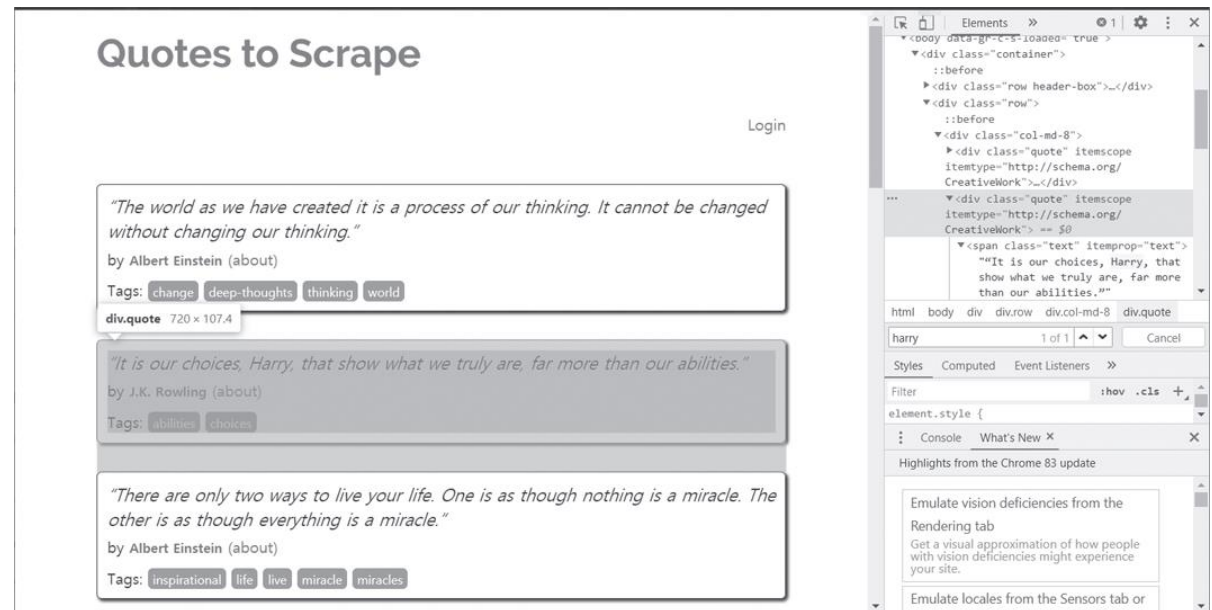 Quotes to Scrape
Login
“The world as we have created it is a process of our thinking. It cannot be changed
without changing our thinking.”
by Albert Einstein (about)
Tags: change deep-thoughts thinking world
div.quote 720 × 107.4
“It is our choices, Harry, that show what we truly are, far more than our abilities.”
by J.K. Rowling (about)
Tags: abilities choices
“There are only two ways to live your life. One is as though nothing is a miracle. The
other is as though everything is a miracle.”
by Albert Einstein (about)
Tags: inspirational life live miracle miracles
Elements » 1
<body data-gr-c-s-loaded="true">
<div class="container">
::before
<div class="row header-box">…</div>
<div class="row">
::before
<div class="col-md-8">
<div class="quote" itemscope
itemtype="http://schema.org/
CreativeWork">…</div>
<div class="quote" itemscope
itemtype="http://schema.org/
CreativeWork"> == $0
<span class="text" itemprop="text">
"“It is our choices, Harry, that
show what we truly are, far more
than our abilities.”"
html body div div.row div.col-md-8 div.quote
harry 1 of 1 Cancel
Styles Computed Event Listeners »
Filter :hov .cls +
element.style {
Console What's New ×
Highlights from the Chrome 83 update
Emulate vision deficiencies from the
Rendering tab
Get a visual approximation of how people
with vision deficiencies might experience
your site.
Emulate locales from the Sensors tab or